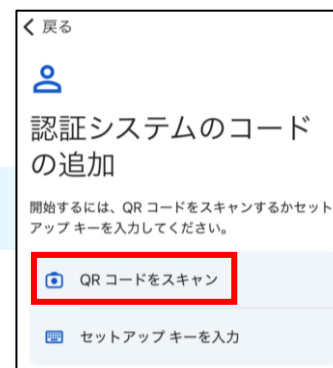 戻る
認証システムのコード
の追加
開始するには、QR コードをスキャンするかセット
アップ キーを入力してください。
QR コードをスキャン
セットアップ キーを入力